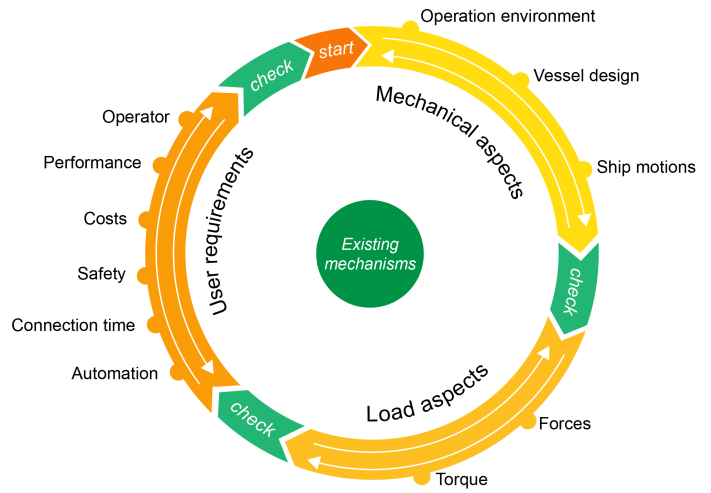 start
Operation environment
Vessel design
Ship motions
Mechanical aspects
check
Forces
Torque
Load aspects
check
Automation
Connection time
Safety
Costs
Performance
Operator
User requirements
check
Existing
mechanisms